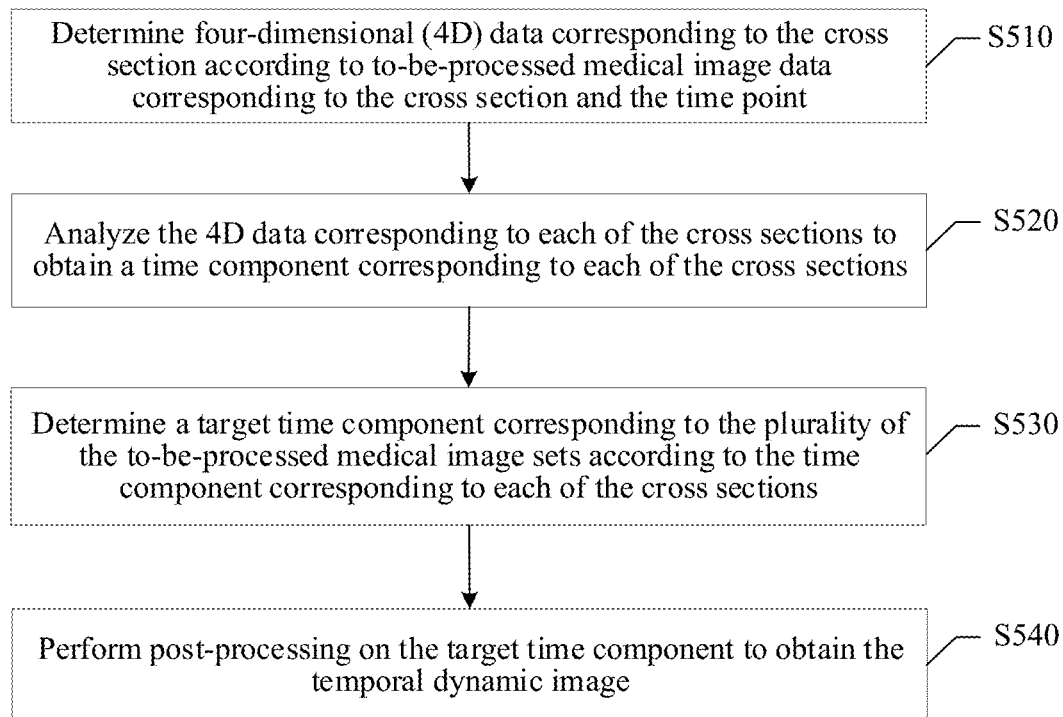 Determine four-dimensional (4D) data corresponding to the cross
section according to to-be-processed medical image data
corresponding to the cross section and the time point
S510
Analyze the 4D data corresponding to each of the cross sections to
obtain a time component corresponding to each of the cross sections
S520
Determine a target time component corresponding to the plurality of
the to-be-processed medical image sets according to the time
component corresponding to each of the cross sections
S530
Perform post-processing on the target time component to obtain the
temporal dynamic image
S540